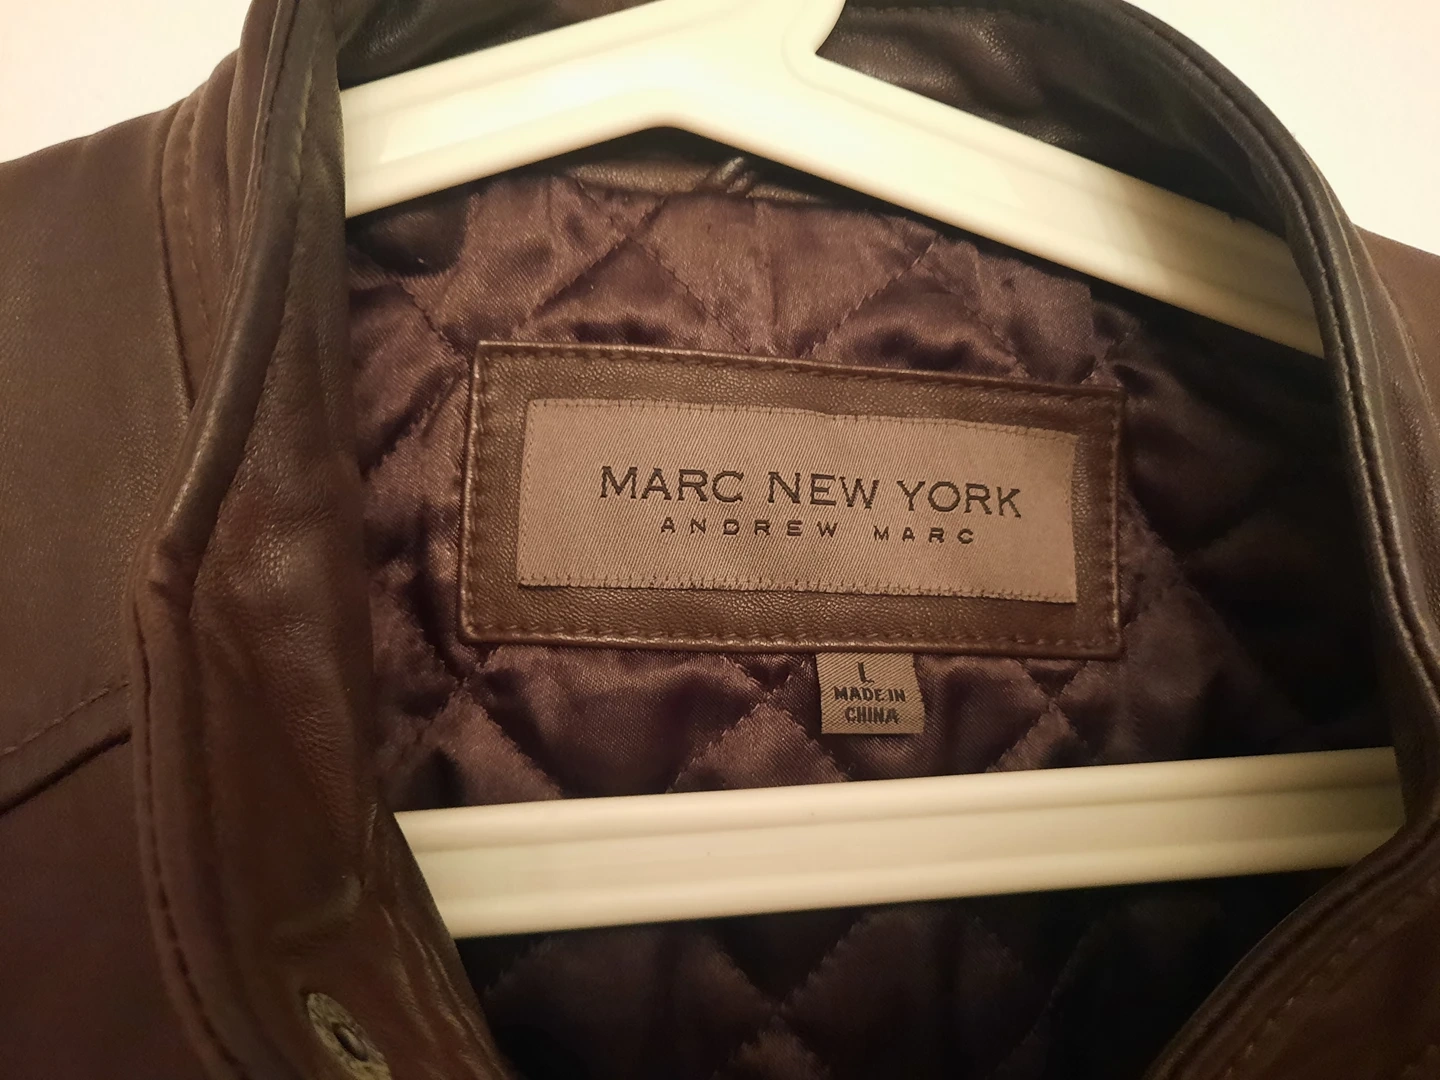 MARC NEW YORK
ANDREW MARC
L
MADE IN
CHINA